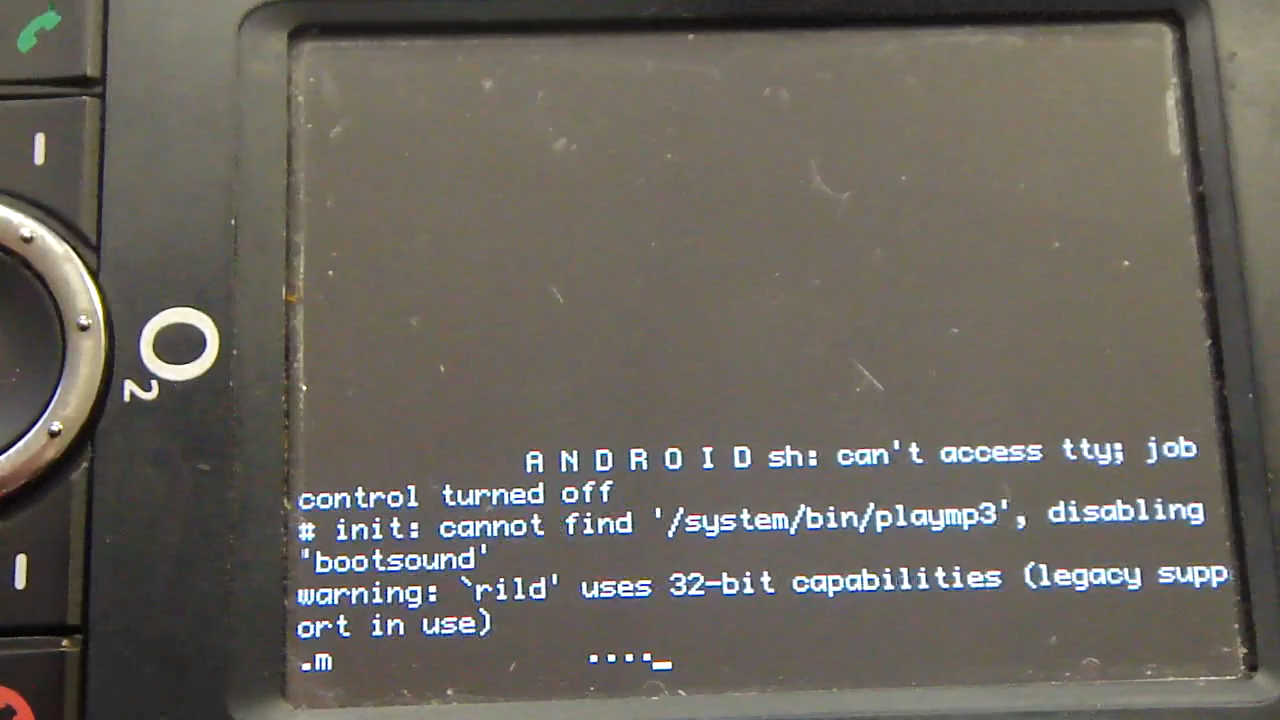 O2
A N D R O I D sh: can't access tty; job
control turned off
# init: cannot find '/system/bin/playmp3', disabling
'bootsound'
warning: `rild' uses 32-bit capabilities (legacy supp
ort in use)
.m ...._